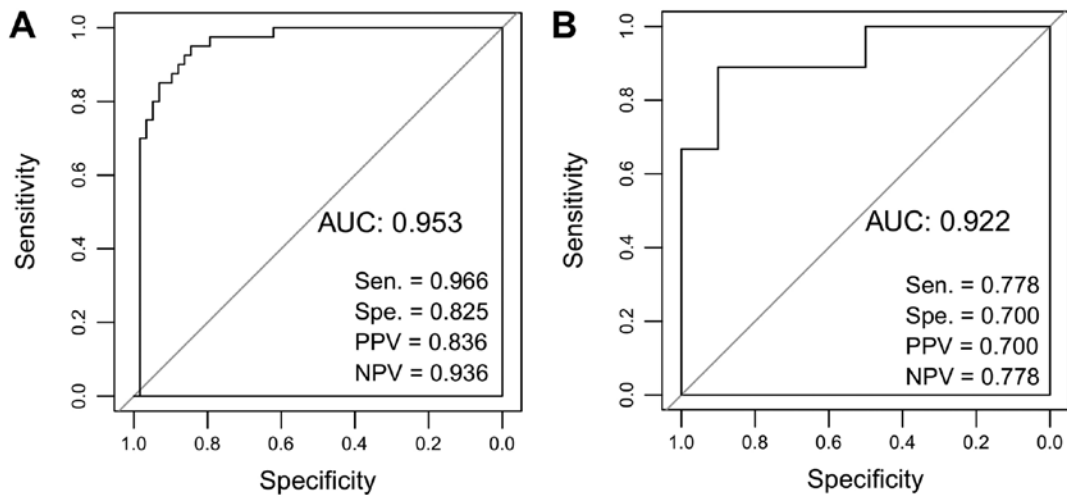 A
Sensitivity
1.0
0.8
0.6
0.4
0.2
0.0
AUC: 0.953
Sen. = 0.966
Spe. = 0.825
PPV = 0.836
NPV = 0.936
1.0 0.8 0.6 0.4 0.2 0.0
Specificity
B
Sensitivity
1.0
0.8
0.6
0.4
0.2
0.0
AUC: 0.922
Sen. = 0.778
Spe. = 0.700
PPV = 0.700
NPV = 0.778
1.0 0.8 0.6 0.4 0.2 0.0
Specificity